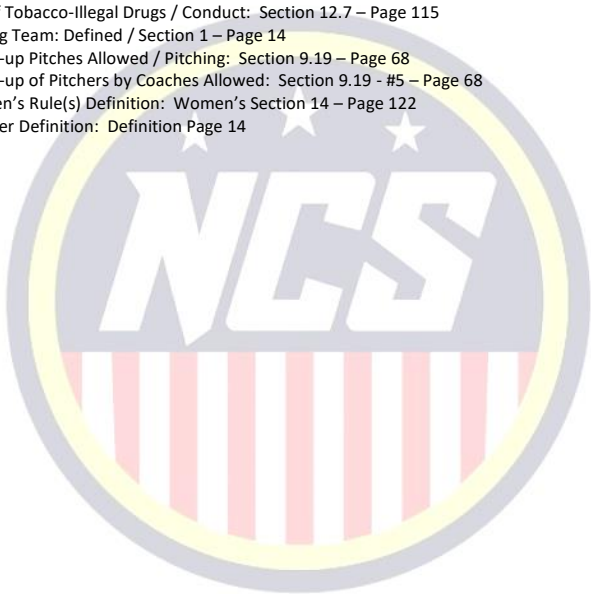 Tobacco-Illegal Drugs / Conduct: Section 12.7 – Page 115
g Team: Defined / Section 1 – Page 14
-up Pitches Allowed / Pitching: Section 9.19 – Page 68
-up of Pitchers by Coaches Allowed: Section 9.19 - #5 – Page 68
en’s Rule(s) Definition: Women’s Section 14 – Page 122
er Definition: Definition Page 14
NCS